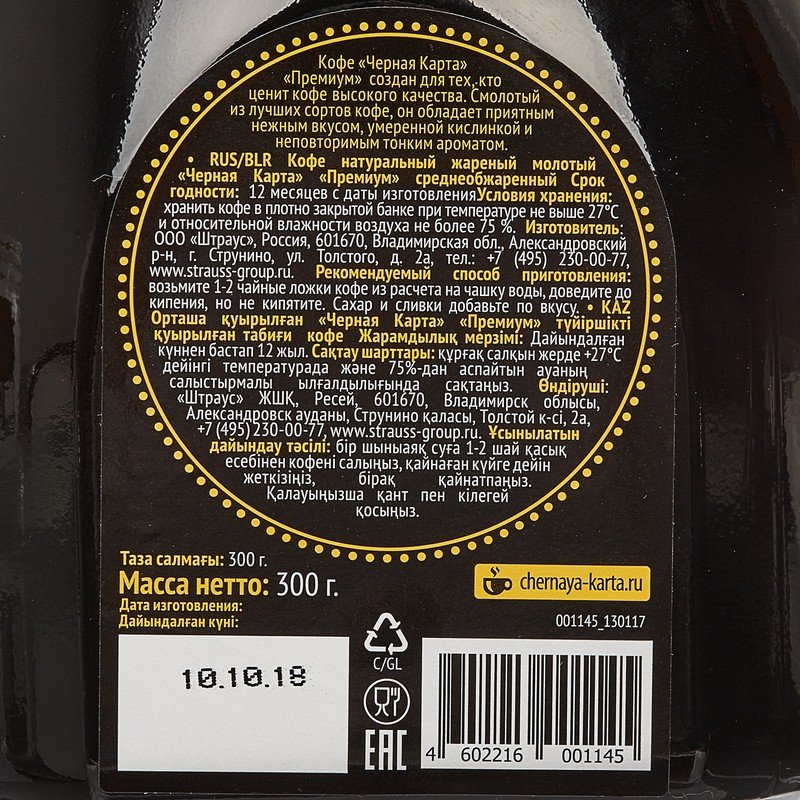 Кофе «Черная Карта»
«Премиум» создан для тех, кто
ценит кофе высокого качества. Смолотый
из лучших сортов кофе, он обладает приятным
нежным вкусом, умеренной кислинкой и
неповторимым тонким ароматом.
• RUS/BLR Кофе натуральный жареный молотый
«Черная Карта» «Премиум» среднеобжаренный Срок
годности: 12 месяцев с даты изготовленияУсловия хранения:
хранить кофе в плотно закрытой банке при температуре не выше 27°C
и относительной влажности воздуха не более 75 %. Изготовитель:
ООО «Штраус», Россия, 601670, Владимирская обл., Александровский
р-н, г. Струнино, ул. Толстого, д. 2а, тел.: +7 (495) 230-00-77,
www.strauss-group.ru. Рекомендуемый способ приготовления:
возьмите 1-2 чайные ложки кофе из расчета на чашку воды, доведите до
кипения, но не кипятите. Сахар и сливки добавьте по вкусу. • KAZ
Орташа қуырылған «Черная Карта» «Премиум» түйіршікті
қуырылған табиғи кофе Жарамдылық мерзімі: Дайындалған
күннен бастап 12 жыл. Сақтау шарттары: құрғақ салқын жерде +27°C
дейінгі температурада және 75%-дан аспайтын ауаның
салыстырмалы ылғалдылығында сақтаңыз. Өндіруші:
«Штраус» ЖШҚ, Ресей, 601670, Владимирск облысы,
Александровск ауданы, Струнино қаласы, Толстой к-сі, 2а,
+7 (495) 230-00-77, www.strauss-group.ru. Ұсынылатын
дайындау тәсілі: бір шыныаяқ суға 1-2 шай қасық
есебінен кофені салыңыз, қайнаған күйге дейін
жеткізіңіз, бірақ қайнатпаңыз.
Қалауыңызша қант пен кілегей
қосыңыз.
Таза салмағы: 300 г.
Масса нетто: 300 г.
Дата изготовления:
Дайындалған күні:
chernaya-karta.ru
001145_130117
10.10.18
C/GL
EAC
4 602216 001145